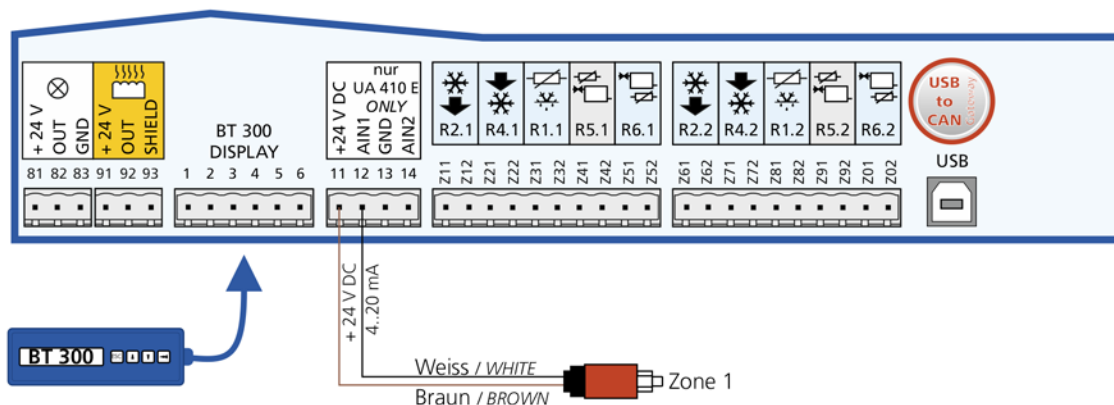 + 24 V
OUT
GND
+ 24 V
OUT
SHIELD
BT 300
DISPLAY
nur
UA 410 E
ONLY
+24 V DC
AIN1
GND
AIN2
R2.1 R4.1 R1.1 R5.1 R6.1
R2.2 R4.2 R1.2 R5.2 R6.2
USB
to
CAN
Gateway
USB
81 82 83 91 92 93
1 2 3 4 5 6
11 12 13 14
Z11 Z12 Z21 Z22 Z31 Z32 Z41 Z42 Z51 Z52
Z61 Z62 Z71 Z72 Z81 Z82 Z91 Z92 Z01 Z02
+ 24 V DC
4..20 mA
BT 300 ESC
Weiss / WHITE
Braun / BROWN
Zone 1